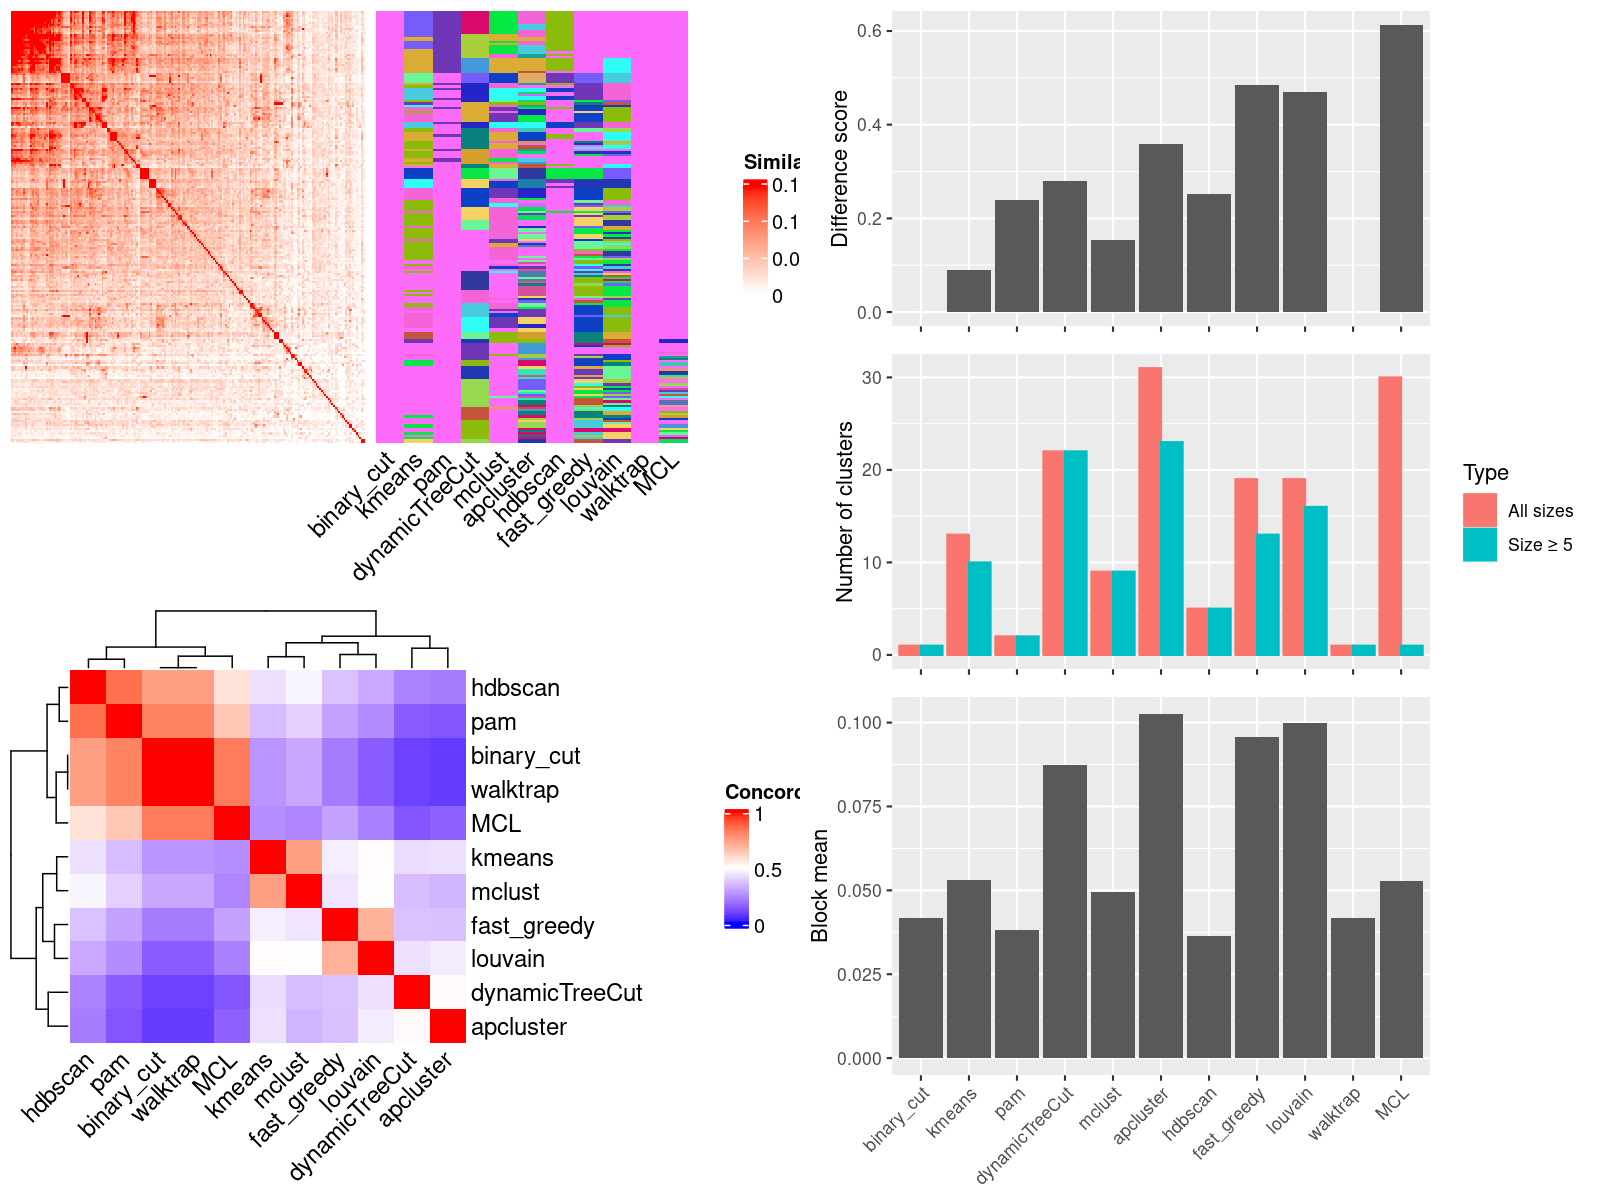 Simila
0.1
0.1
0.0
0
binary_cut
kmeans
pam
dynamicTreeCut
mclust
apcluster
hdbscan
fast_greedy
louvain
walktrap
MCL
hdbscan
pam
binary_cut
walktrap
MCL
kmeans
mclust
fast_greedy
louvain
dynamicTreeCut
apcluster
hdbscan
pam
binary_cut
walktrap
MCL
kmeans
mclust
fast_greedy
louvain
dynamicTreeCut
apcluster
Concord
1
0.5
0
Difference score
0.6
0.4
0.2
0.0
Number of clusters
30
20
10
0
Type
All sizes
Size ≥ 5
Block mean
0.100
0.075
0.050
0.025
0.000
binary_cut
kmeans
pam
dynamicTreeCut
mclust
apcluster
hdbscan
fast_greedy
louvain
walktrap
MCL